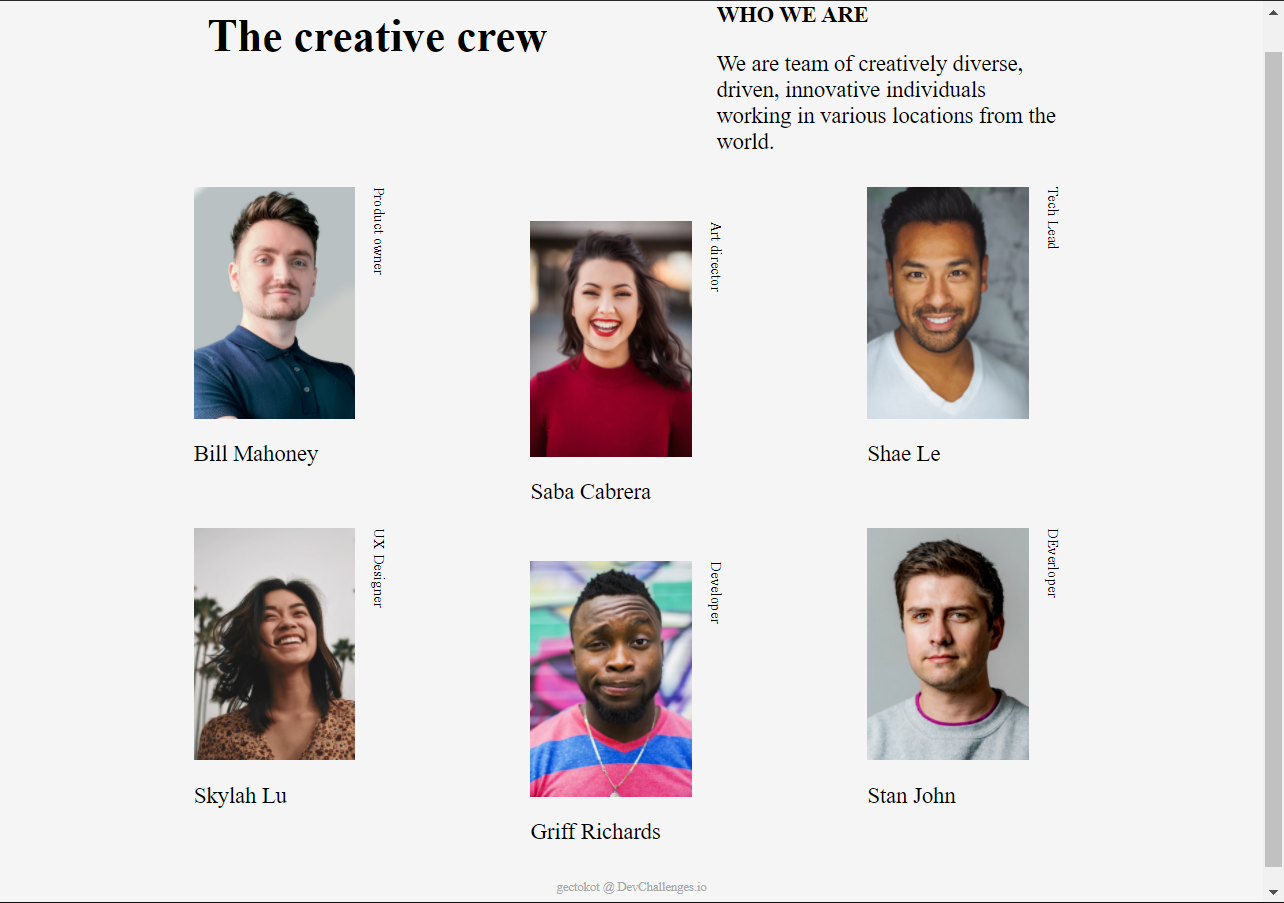 The creative crew
WHO WE ARE
We are team of creatively diverse,
driven, innovative individuals
working in various locations from the
world.
Product owner
Bill Mahoney
Art director
Saba Cabrera
Tech Lead
Shae Le
UX Designer
Skylah Lu
Developer
Griff Richards
DEverloper
Stan John
gectokot @ DevChallenges.io